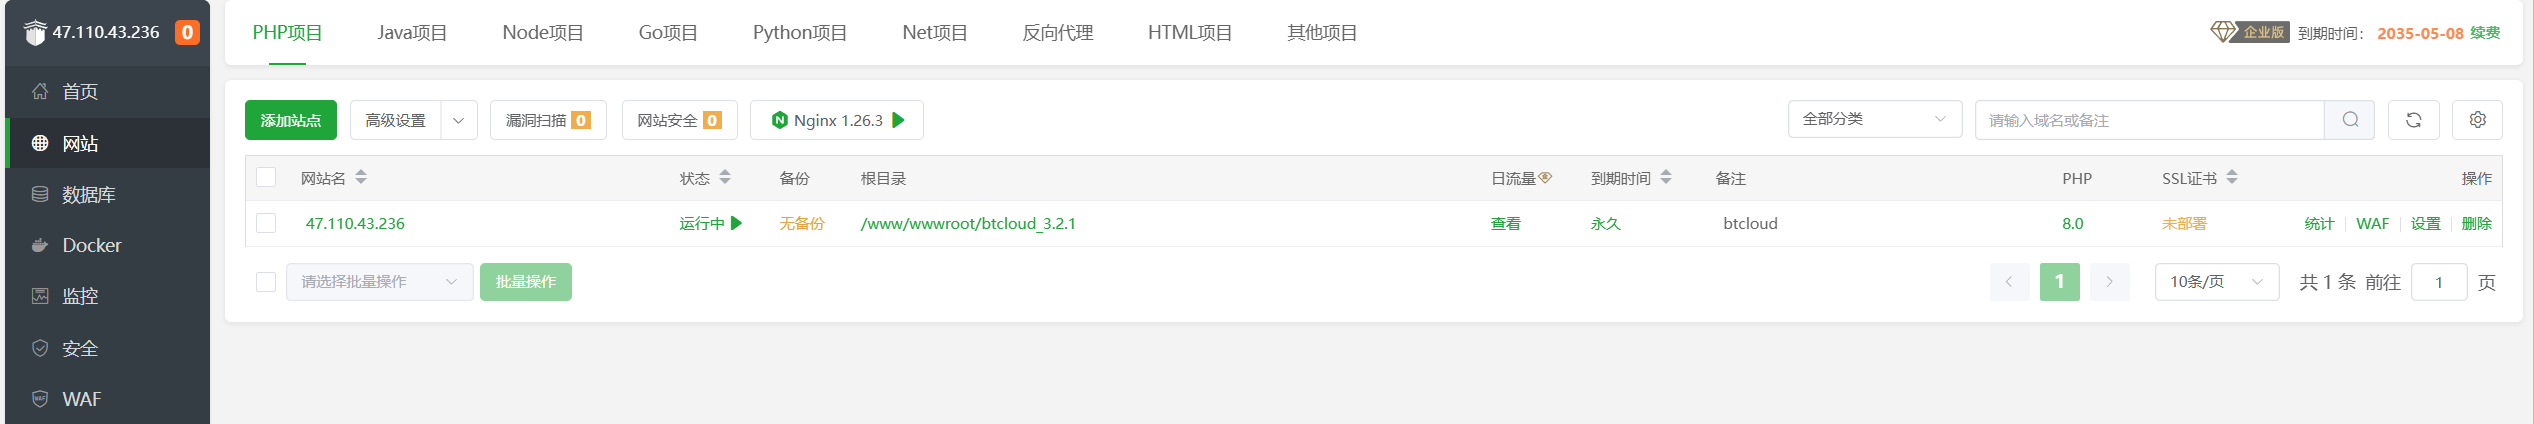 47.110.43.236 0
首页
网站
数据库
Docker
监控
安全
WAF
PHP项目 Java项目 Node项目 Go项目 Python项目 Net项目 反向代理 HTML项目 其他项目 企业版 到期时间： 2035-05-08 续费
添加站点 高级设置 漏洞扫描 0 网站安全 0 Nginx 1.26.3 全部分类 请输入域名或备注
网站名 状态 备份 根目录 日流量 到期时间 备注 PHP SSL证书 操作
47.110.43.236 运行中 无备份 /www/wwwroot/btcloud_3.2.1 查看 永久 btcloud 8.0 未部署 统计 | WAF | 设置 | 删除
请选择批量操作 批量操作 1 10条/页 共 1 条 前往 1 页